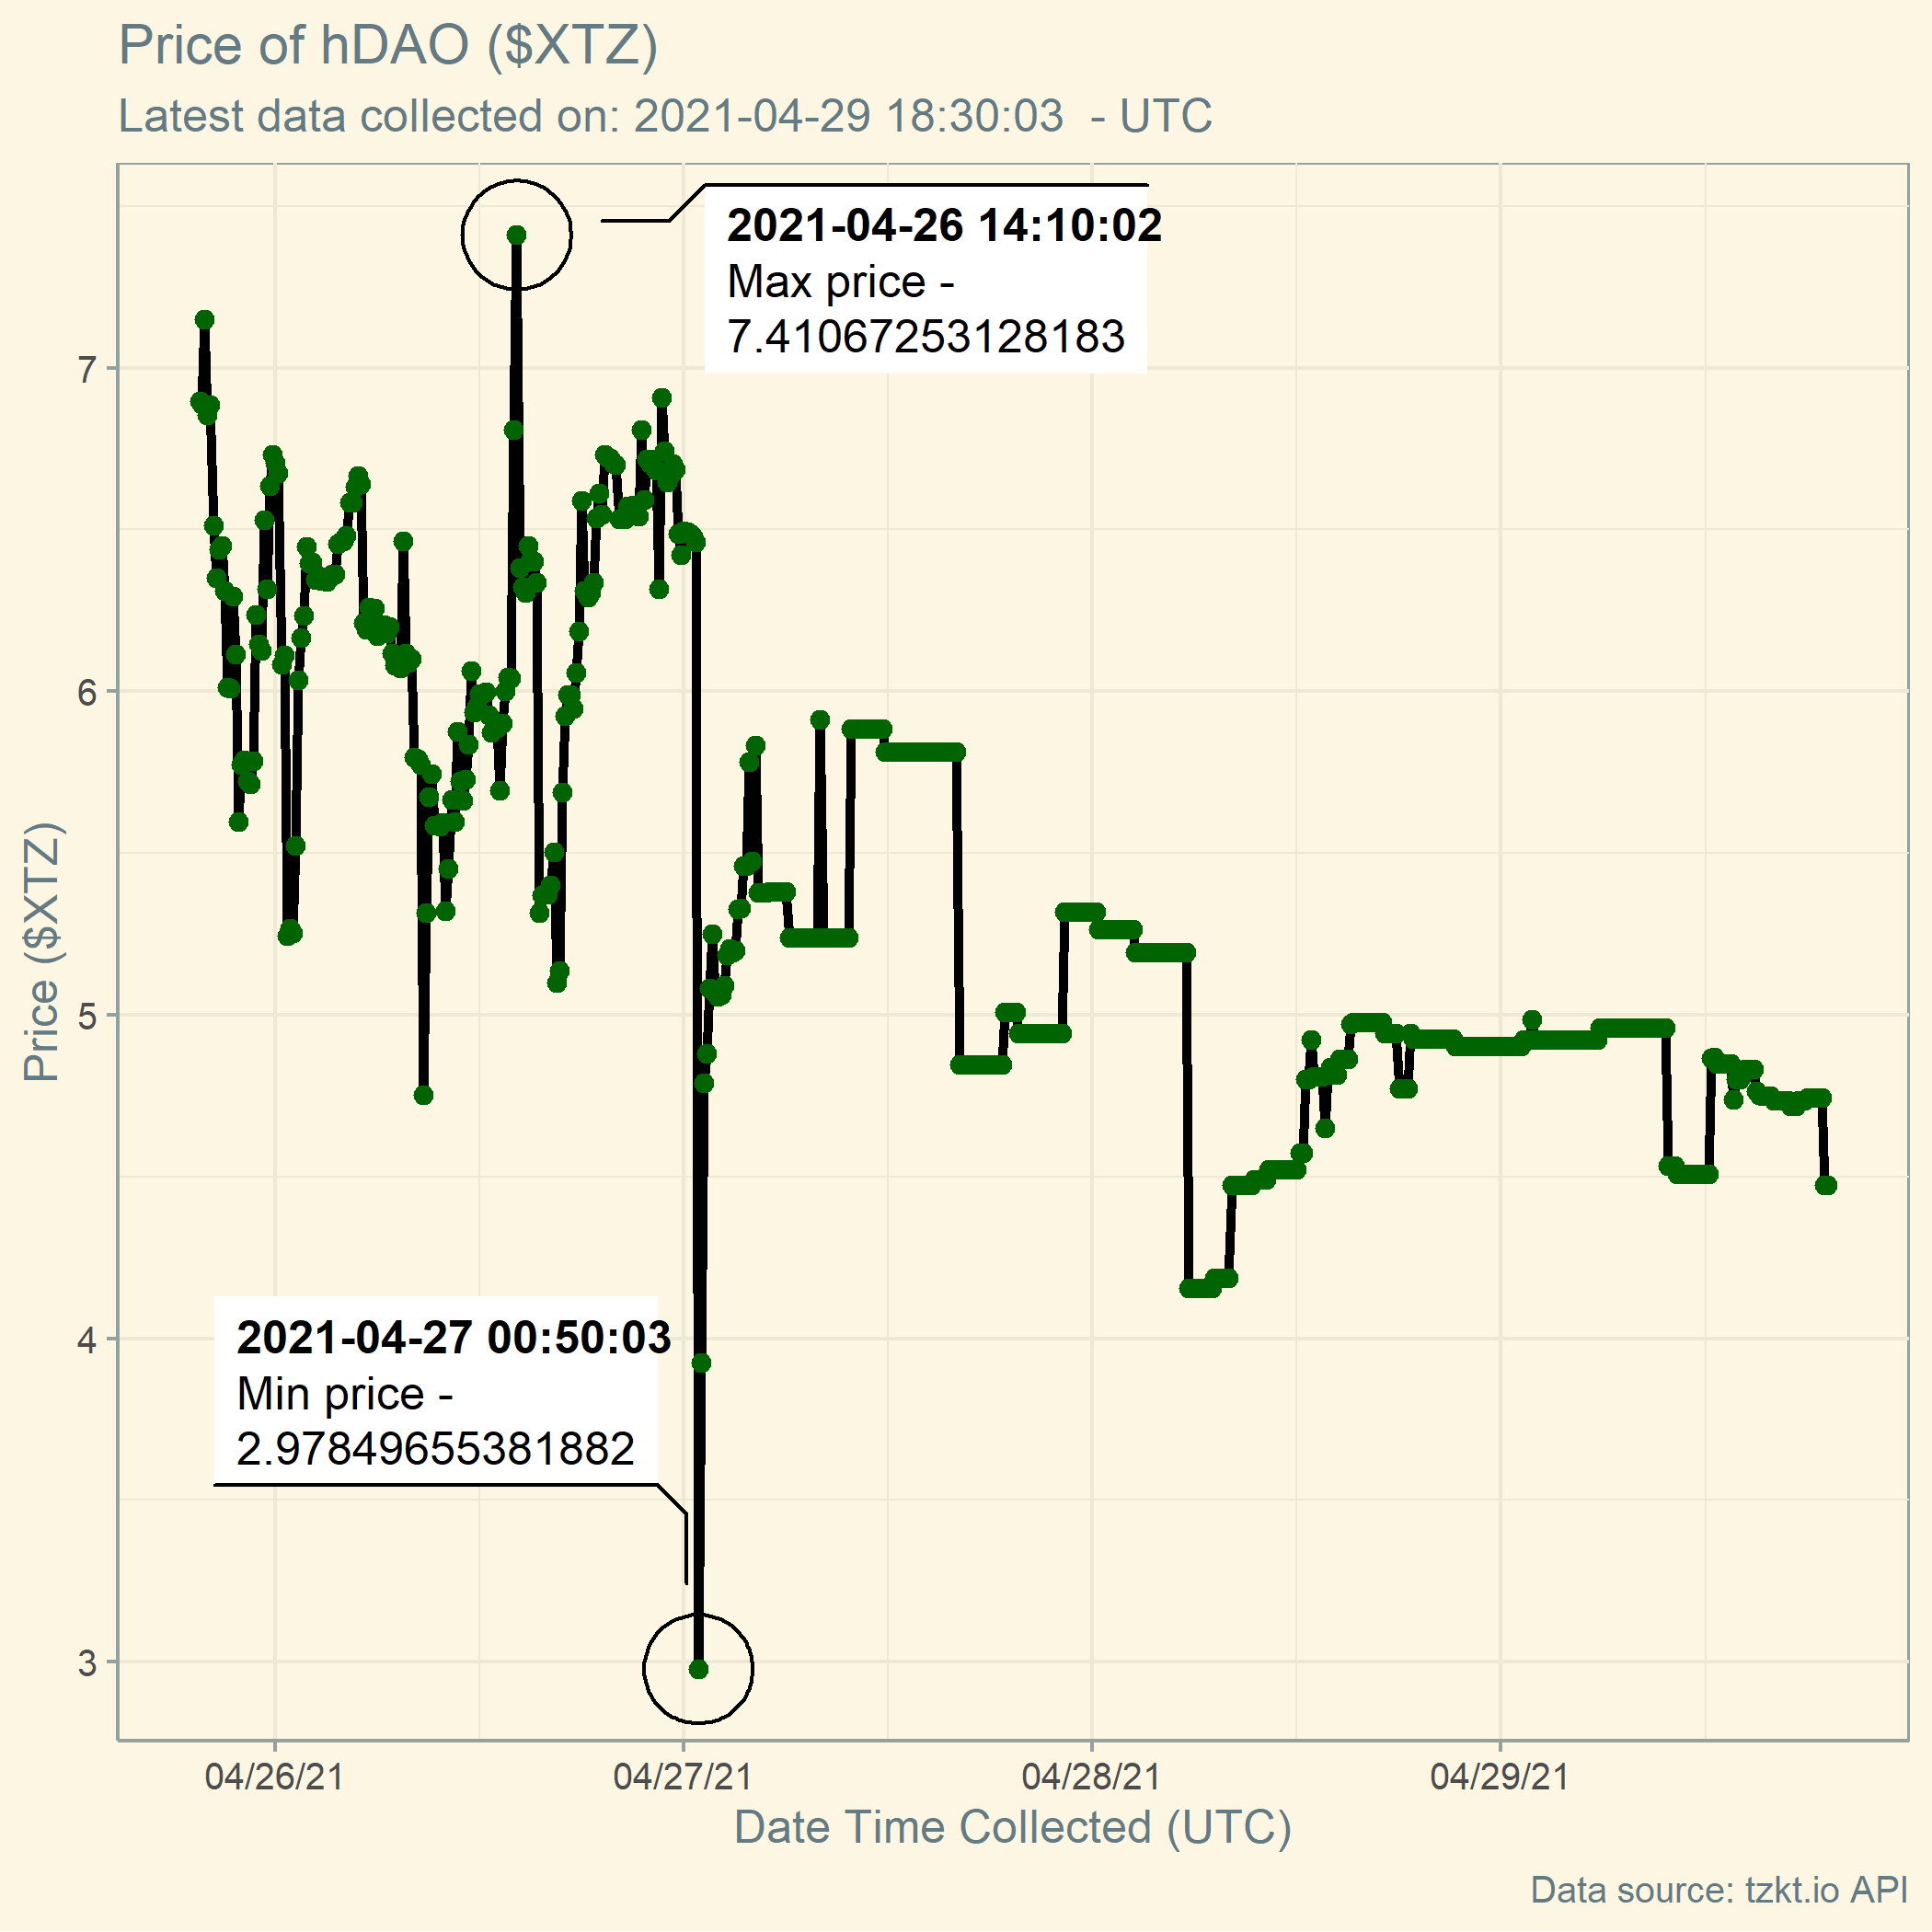 Price of hDAO ($XTZ)
Latest data collected on: 2021-04-29 18:30:03  - UTC
2021-04-26 14:10:02
Max price -
7.41067253128183
7
6
5
4
3
Price ($XTZ)
2021-04-27 00:50:03
Min price -
2.97849655381882
04/26/21
04/27/21
04/28/21
04/29/21
Date Time Collected (UTC)
Data source: tzkt.io API